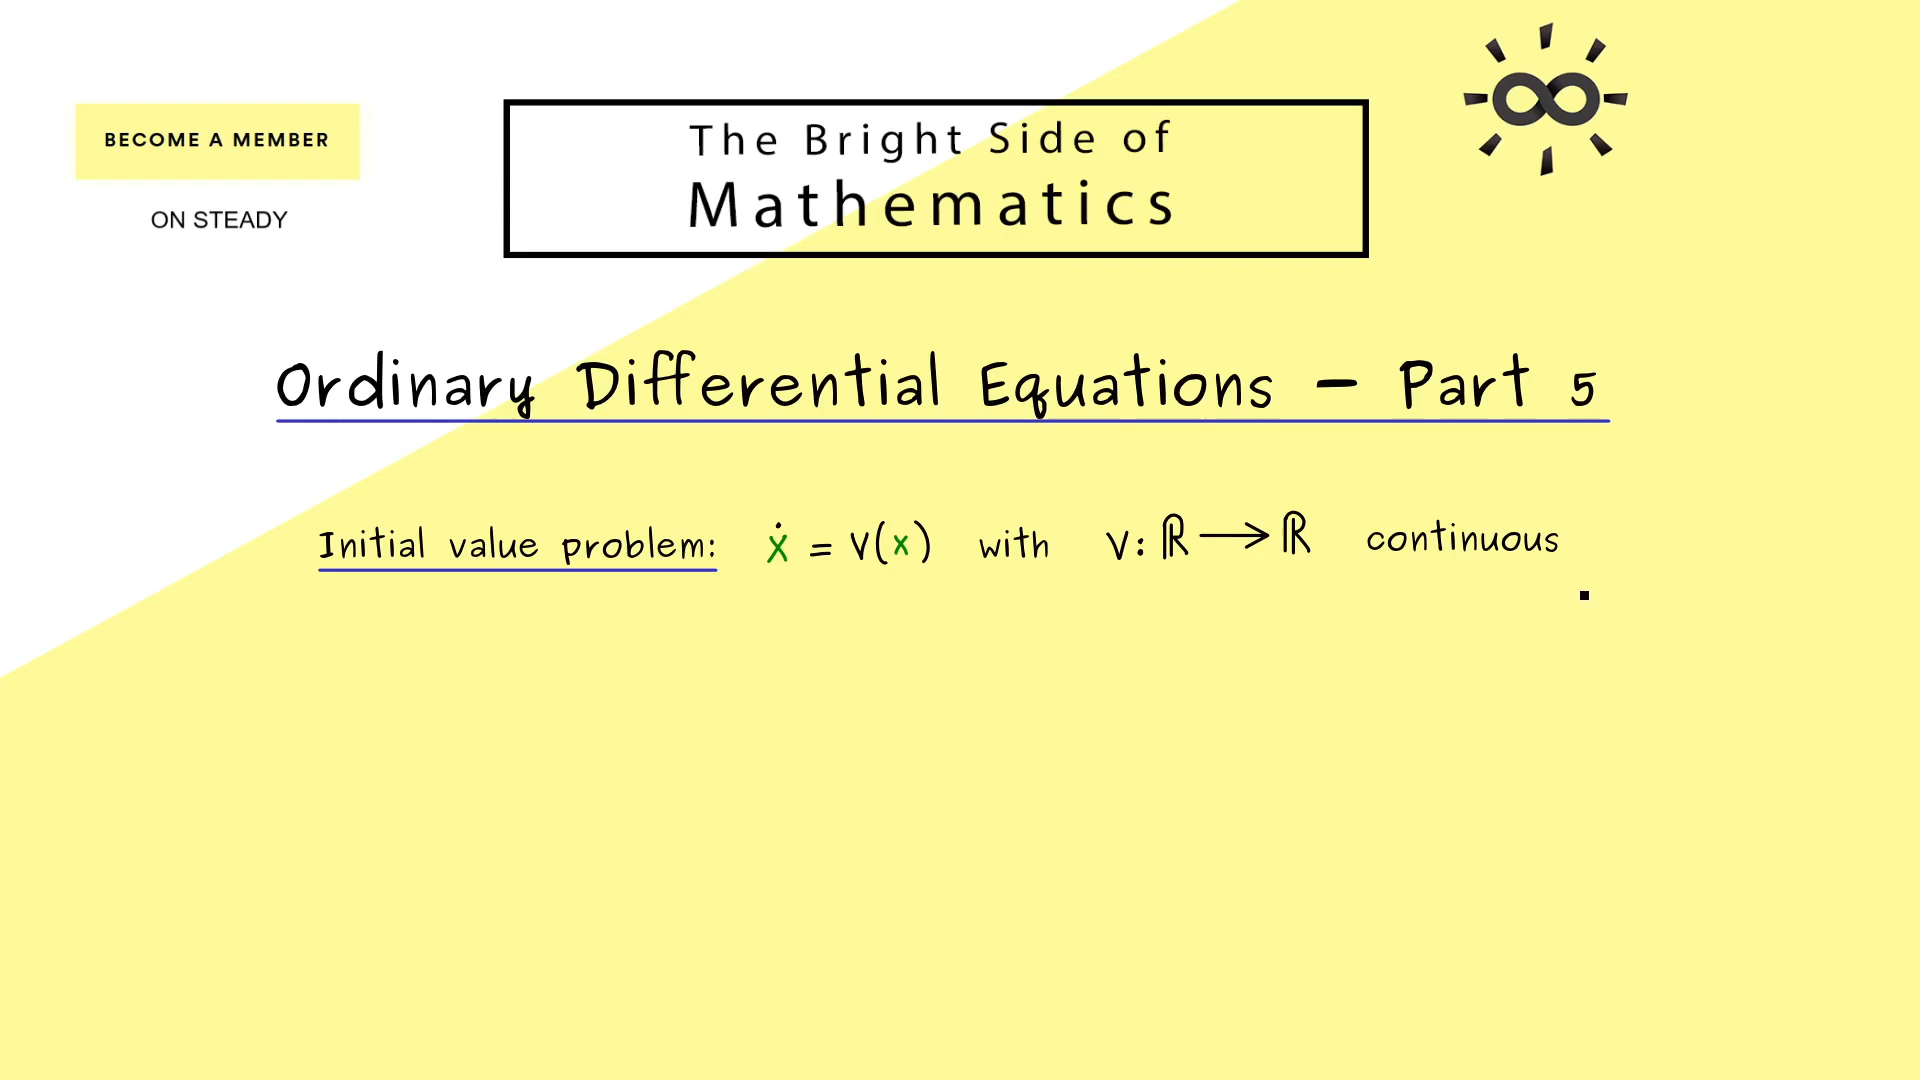 BECOME A MEMBER
ON STEADY
The Bright Side of
Mathematics
Ordinary Differential Equations – Part 5
Initial value problem: ẋ = v(x) with v: ℝ ⟶ ℝ continuous